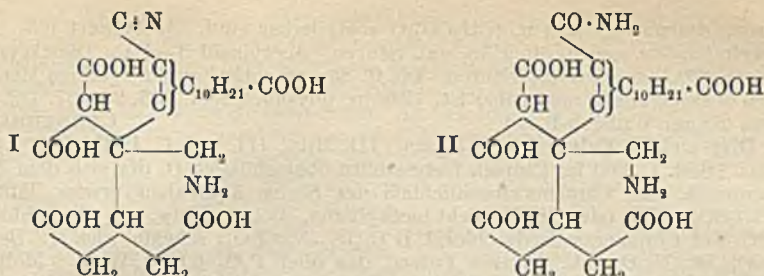 C⋮N
COOH C
CH C } C₁₀H₂₁·COOH
I COOH C CH₂
NH₂
COOH CH COOH
CH₂ CH₂
CO·NH₂
COOH C
CH C } C₁₀H₂₁·COOH
II COOH C CH₂
NH₂
COOH CH COOH
CH₂ CH₂